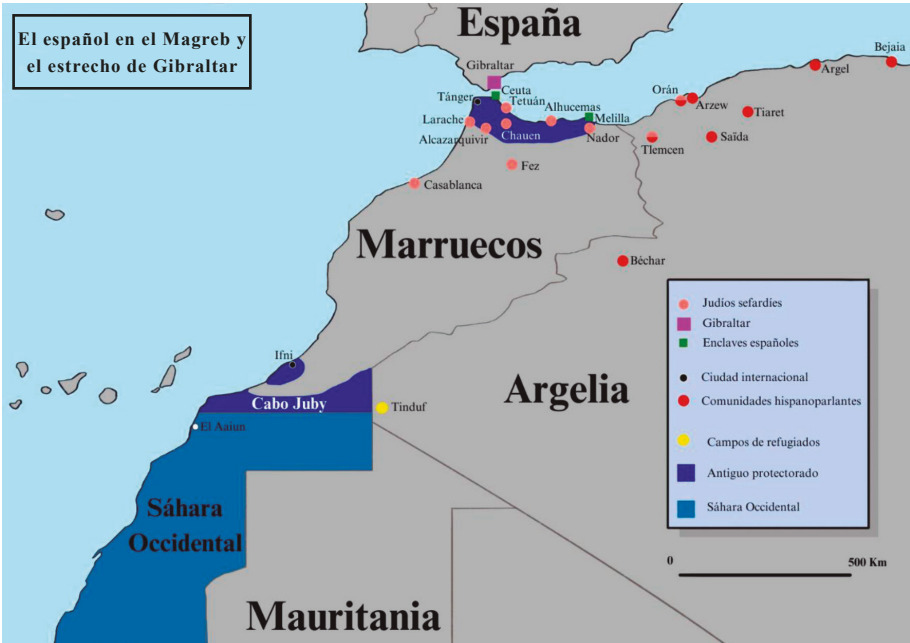 El español en el Magreb y
el estrecho de Gibraltar
España
Gibraltar
Ceuta
Tánger
Tetuán
Larache
Alhucemas
Melilla
Alcazarquivir
Chauen
Nador
Fez
Casablanca
Orán
Arzew
Argel
Bejaia
Tiaret
Tlemcen
Saïda
Marruecos
Béchar
Ifni
Cabo Juby
Tinduf
Argelia
El Aaiun
Sáhara
Occidental
Mauritania
Judíos sefardíes
Gibraltar
Enclaves españoles
Ciudad internacional
Comunidades hispanoparlantes
Campos de refugiados
Antiguo protectorado
Sáhara Occidental
0 500 Km